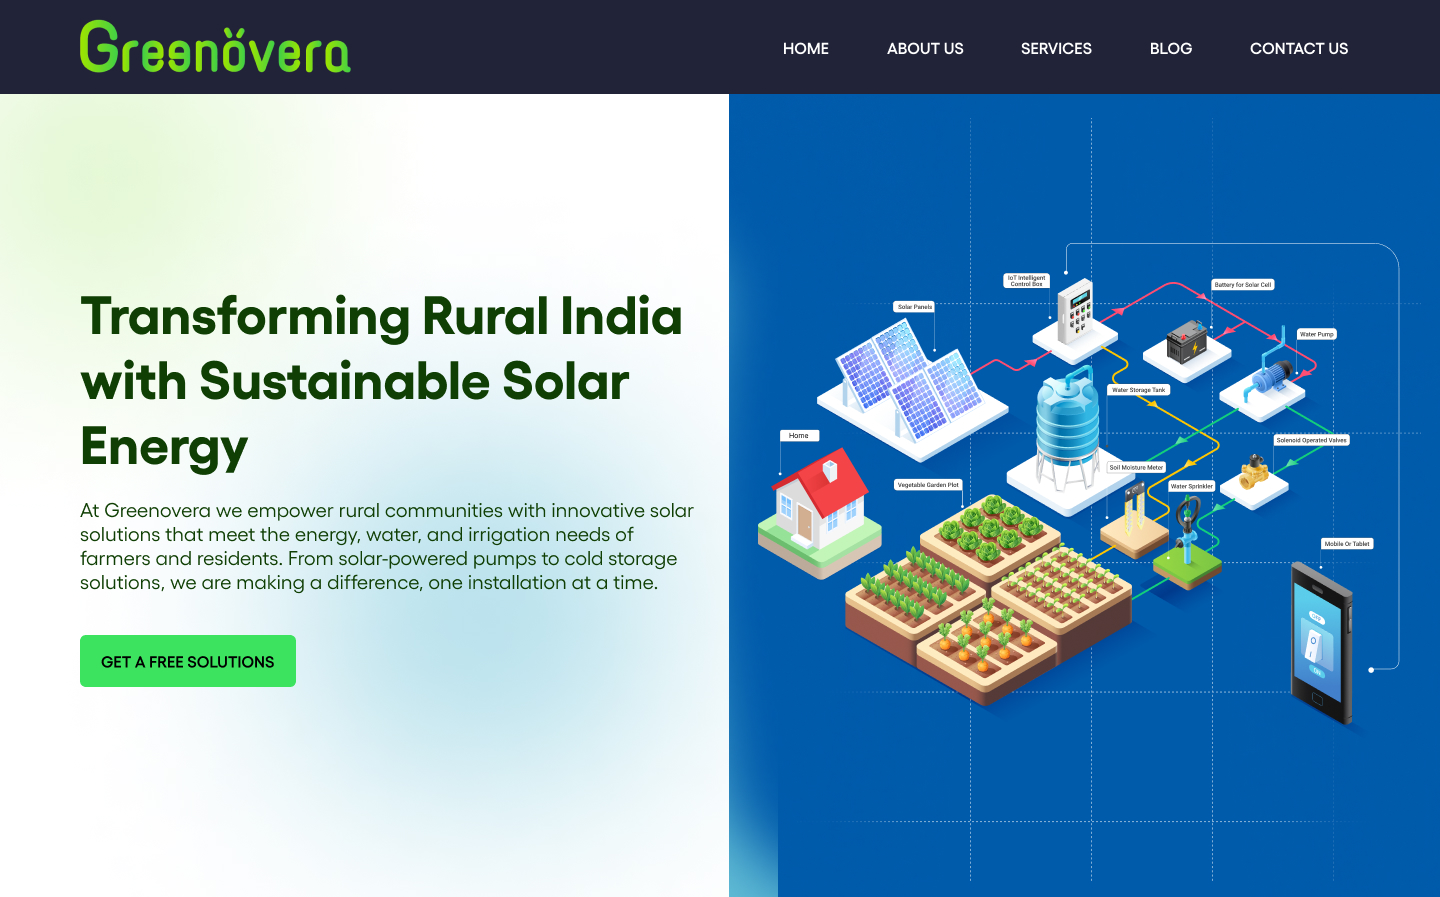 Greenövera
HOME
ABOUT US
SERVICES
BLOG
CONTACT US
Transforming Rural India
with Sustainable Solar
Energy
At Greenovera we empower rural communities with innovative solar
solutions that meet the energy, water, and irrigation needs of
farmers and residents. From solar-powered pumps to cold storage
solutions, we are making a difference, one installation at a time.
GET A FREE SOLUTIONS
IoT Intelligent
Control Box
Battery for Solar Cell
Solar Panels
Water Pump
Water Storage Tank
Home
Solenoid Operated Valves
Soil Moisture Meter
Vegetable Garden Plot
Water Sprinkler
Mobile Or Tablet